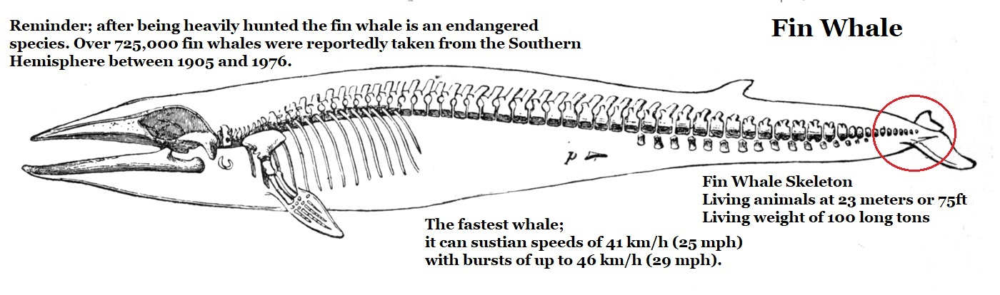 Fin Whale
Reminder; after being heavily hunted the fin whale is an endangered
species. Over 725,000 fin whales were reportedly taken from the Southern
Hemisphere between 1905 and 1976.
p
Fin Whale Skeleton
Living animals at 23 meters or 75ft
Living weight of 100 long tons
The fastest whale;
it can sustian speeds of 41 km/h (25 mph)
with bursts of up to 46 km/h (29 mph).